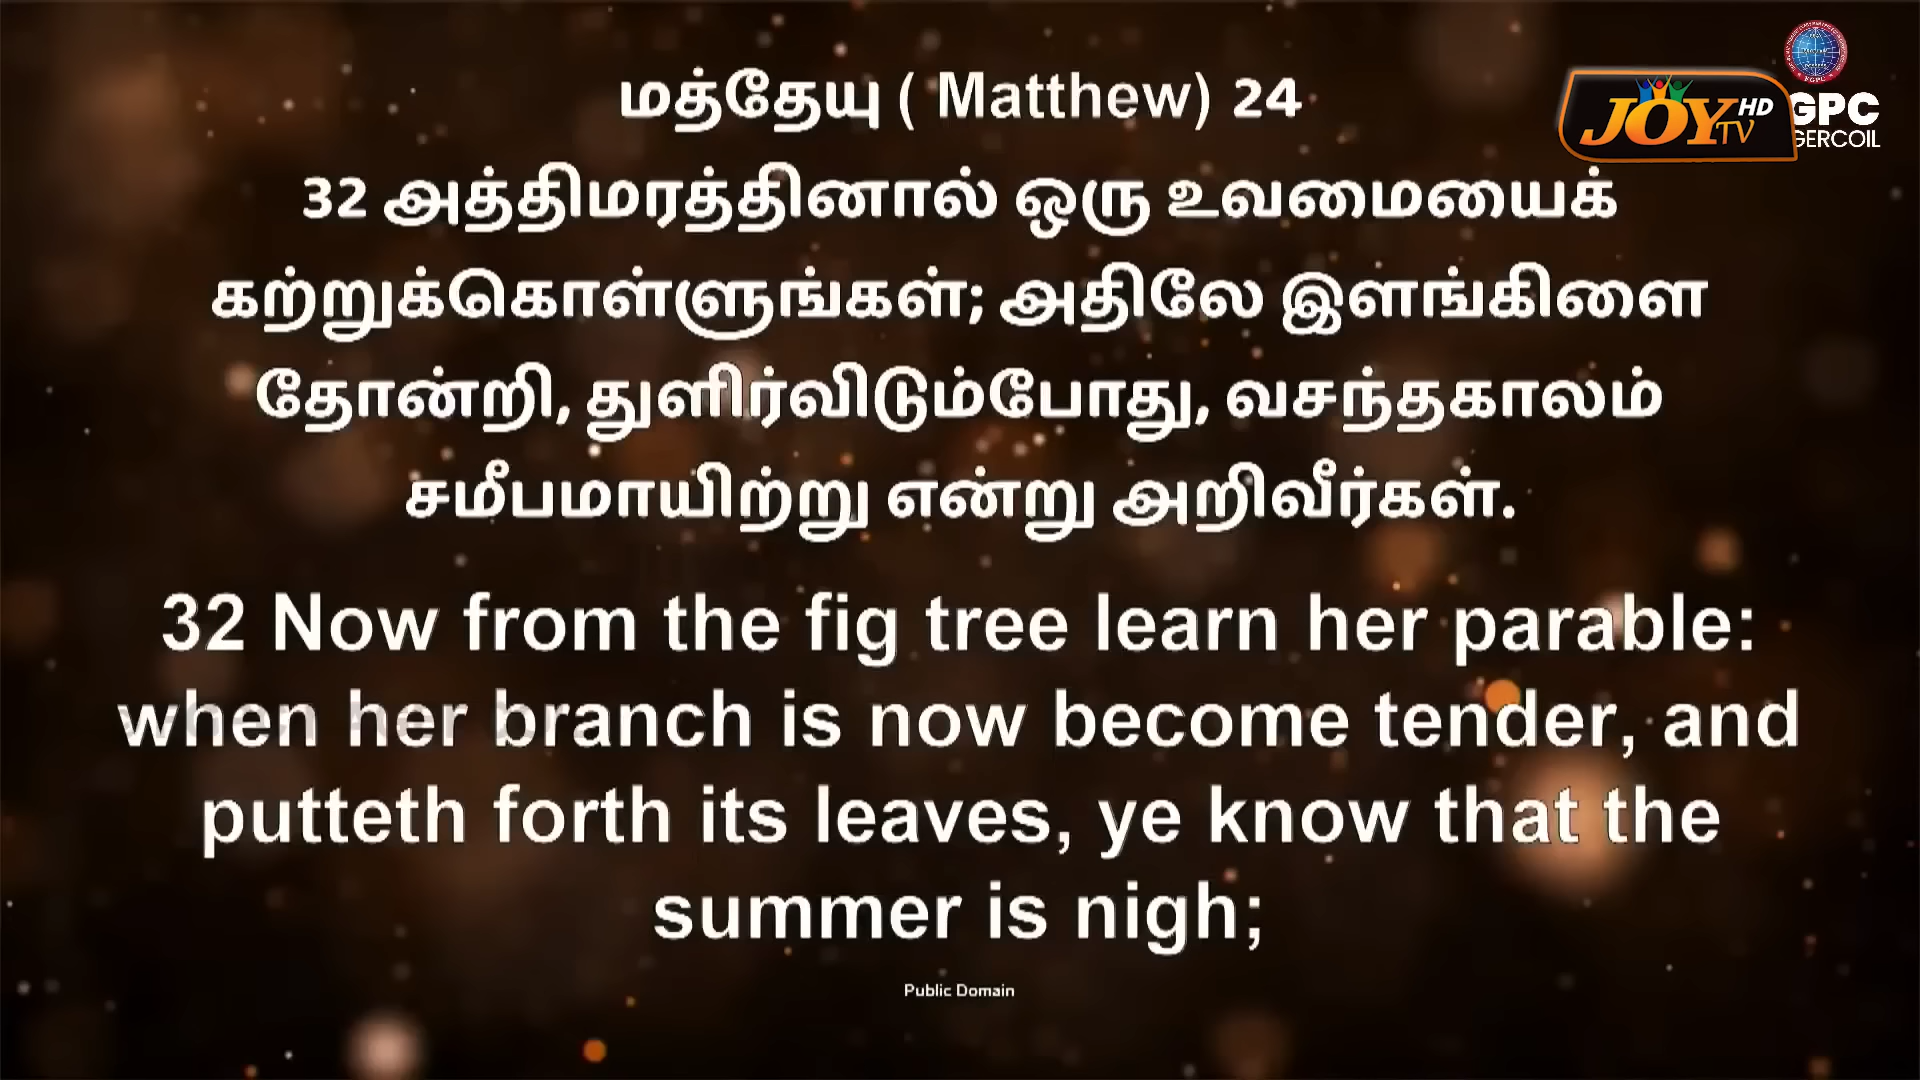 மத்தேயு ( Matthew) 24
32 அத்திமரத்தினால் ஒரு உவமையைக்
கற்றுக்கொள்ளுங்கள்; அதிலே இளங்கிளை
தோன்றி, துளிர்விடும்போது, வசந்தகாலம்
சமீபமாயிற்று என்று அறிவீர்கள்.
32 Now from the fig tree learn her parable:
when her branch is now become tender, and
putteth forth its leaves, ye know that the
summer is nigh;
Public Domain
JOY TV HD
GPC
GERCOIL